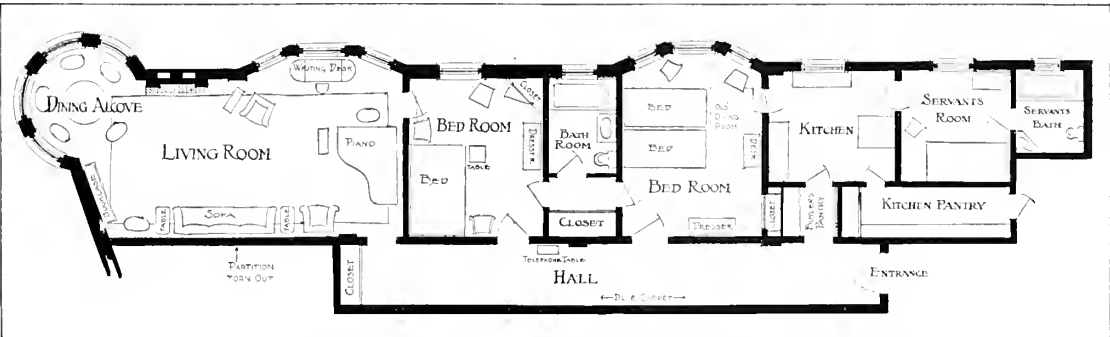 WRITING DESK
DINING ALCOVE
LIVING ROOM
PIANO
TABLE
SOFA
TABLE
PARTITION
TORN OUT
CLOSET
BED ROOM
CLOSET
DRESSER
TABLE
BED
BATH
ROOM
CLOSET
BED
BED
OLD
DINING
ROOM
DESK
BED ROOM
DRESSER
CLOSET
KITCHEN
BUTLER'S
PANTRY
SERVANTS
ROOM
SERVANTS
BATH
KITCHEN PANTRY
TELEPHONE TABLE
HALL
ENTRANCE